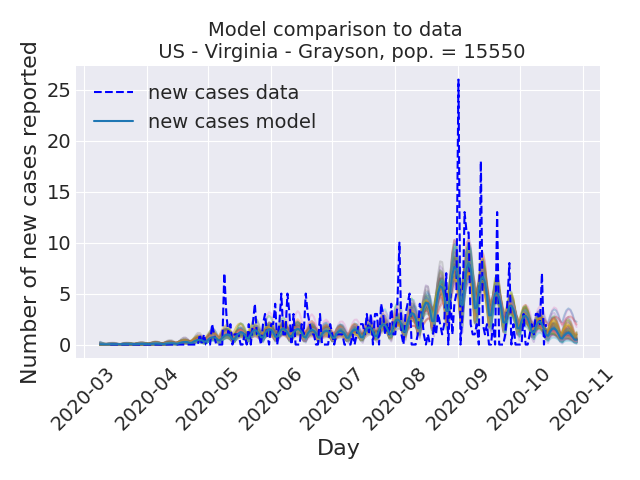 Model comparison to data
US - Virginia - Grayson, pop. = 15550
Number of new cases reported
25
20
15
10
5
0
new cases data
new cases model
2020-03
2020-04
2020-05
2020-06
2020-07
2020-08
2020-09
2020-10
2020-11
Day